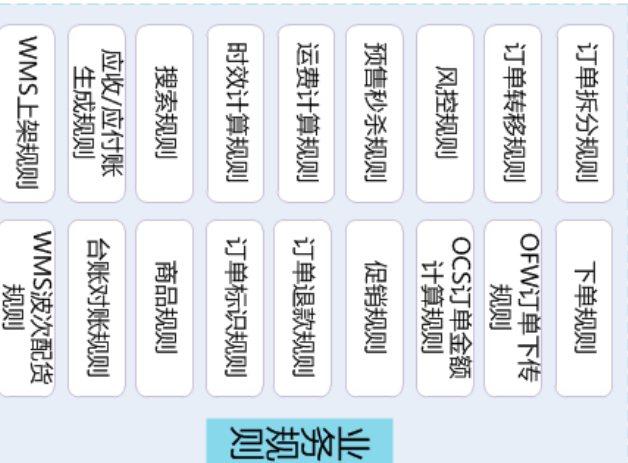 订单拆分规则
下单规则
订单转移规则
OFW订单下传
规则
风控规则
OCS订单金额
计算规则
预售秒杀规则
促销规则
运费计算规则
订单退款规则
时效计算规则
订单标识规则
搜索规则
商品规则
应收/应付账
生成规则
台账对账规则
WMS上架规则
WMS波次配货
规则
业务规则